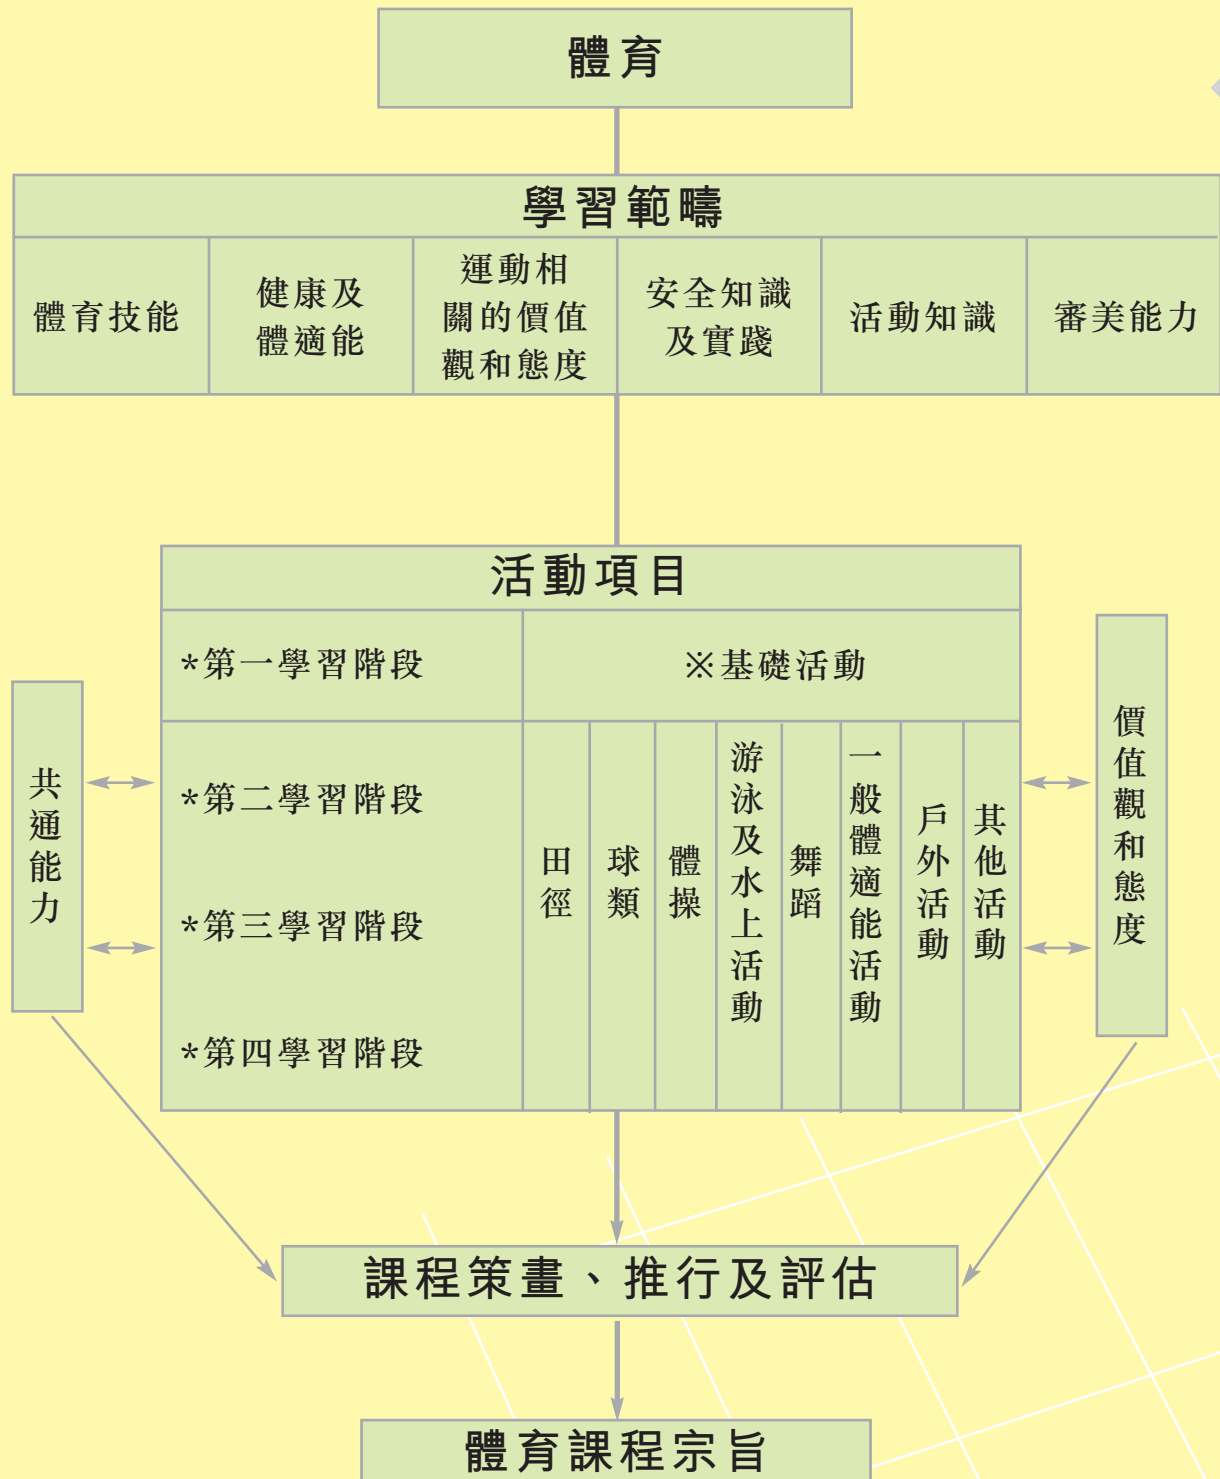 體育
學習範疇
體育技能
健康及
體適能
運動相
關的價值
觀和態度
安全知識
及實踐
活動知識
審美能力
活動項目
*第一學習階段
※基礎活動
*第二學習階段
*第三學習階段
*第四學習階段
田徑
球類
體操
游泳及水上活動
舞蹈
一般體適能活動
戶外活動
其他活動
共通能力
價值觀和態度
課程策畫、推行及評估
體育課程宗旨